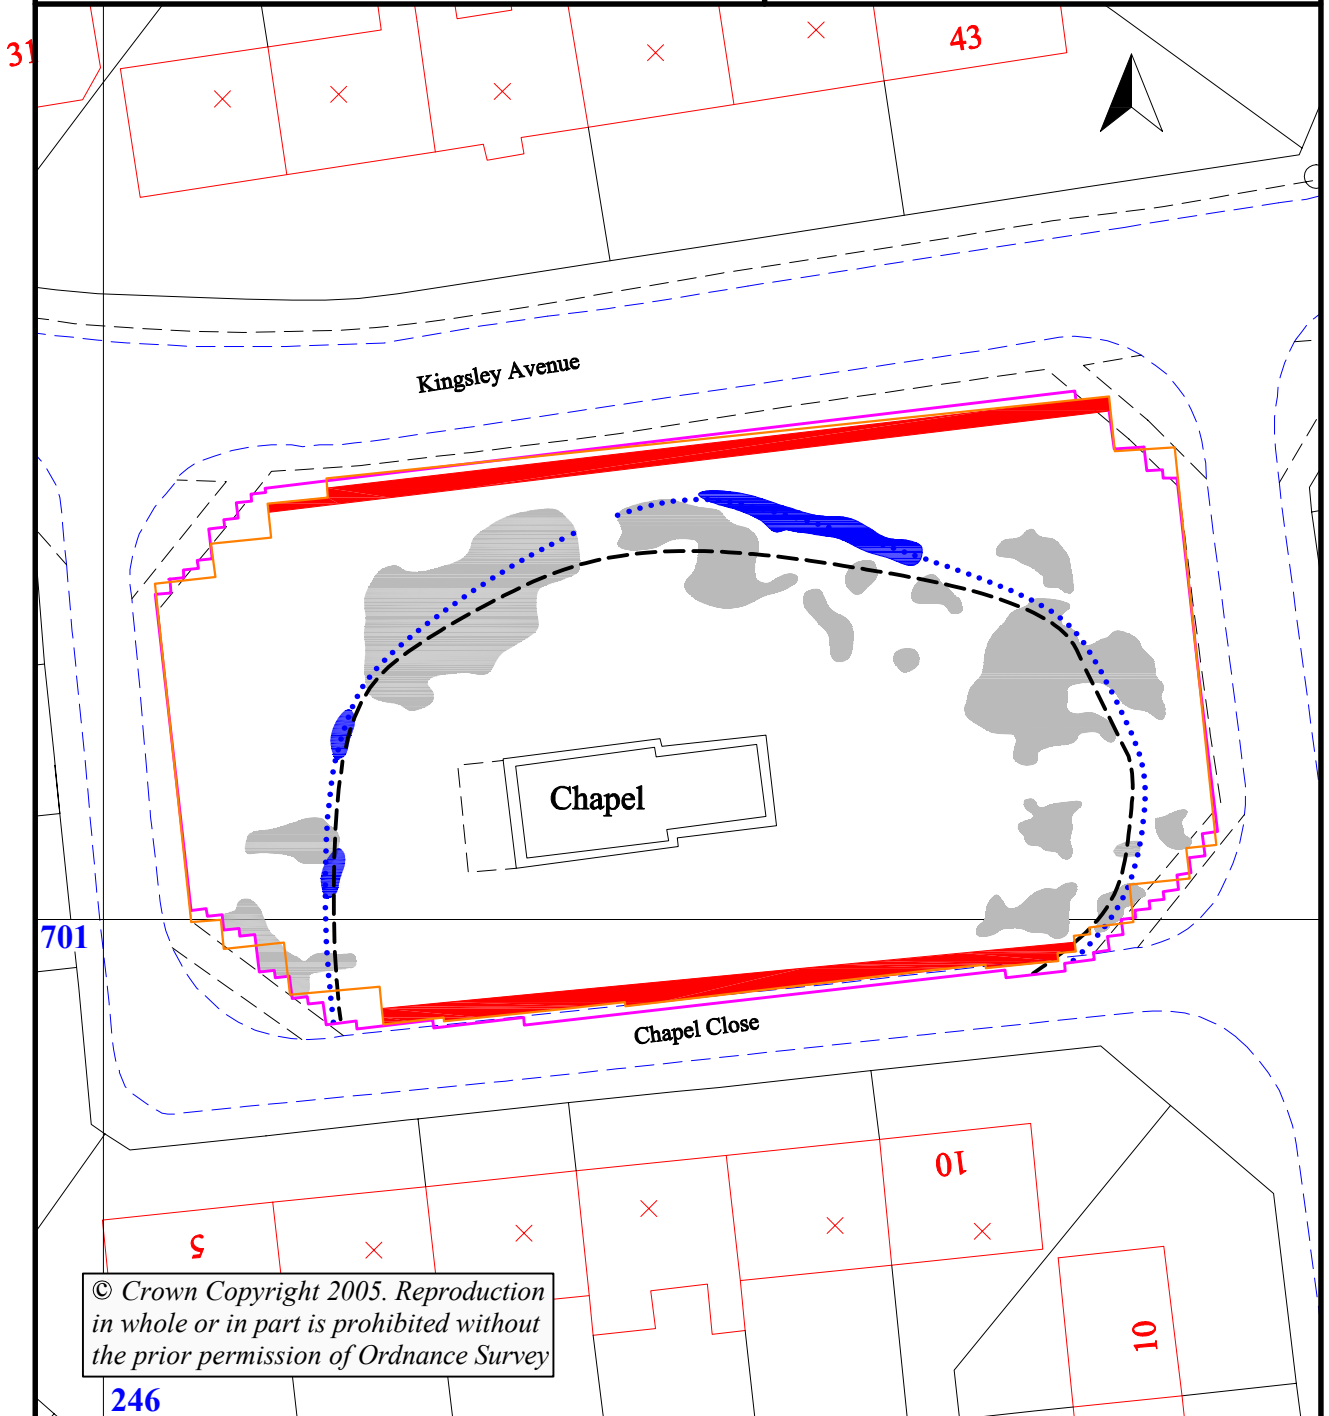 31
43
Kingsley Avenue
Chapel
701
Chapel Close
10
5
© Crown Copyright 2005. Reproduction
in whole or in part is prohibited without
the prior permission of Ordnance Survey
10
246